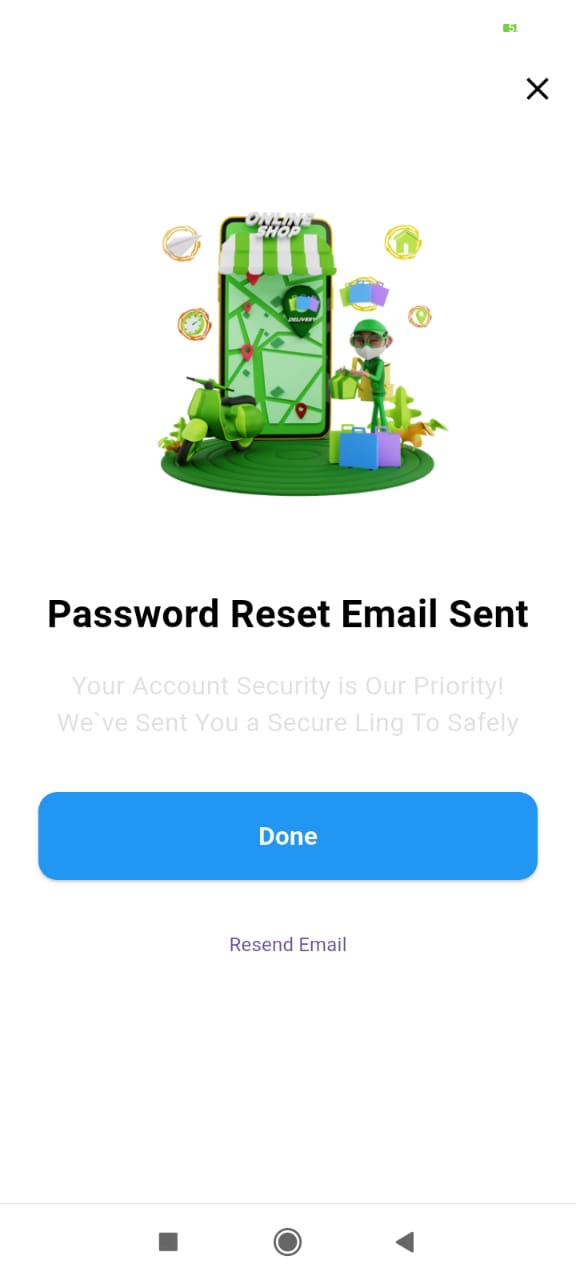 ONLINE
SHOP
DELIVERY
Password Reset Email Sent
Your Account Security is Our Priority!
We`ve Sent You a Secure Ling To Safely
Done
Resend Email